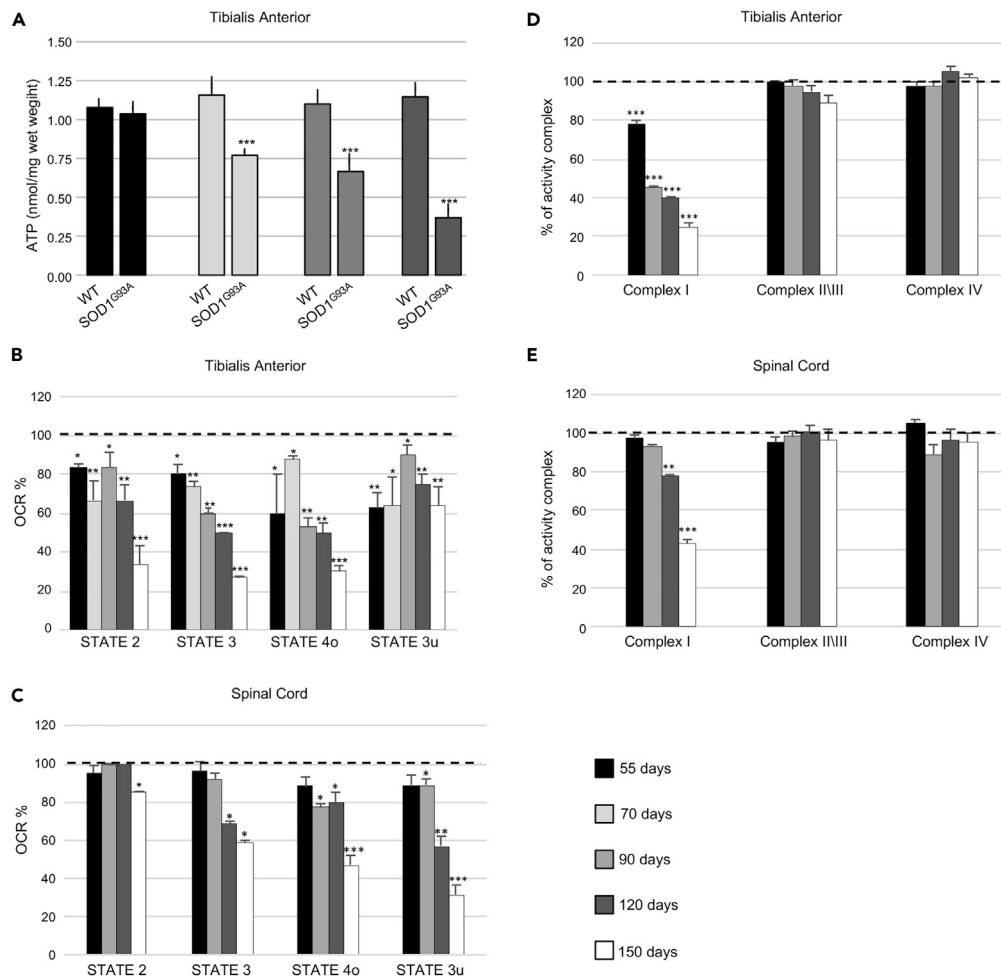 A
Tibialis Anterior
ATP (nmol/mg wet wegiht)
1.50
1.25
1.00
0.75
0.50
0.25
0.00
***
***
***
WT
SOD1G93A
WT
SOD1G93A
WT
SOD1G93A
WT
SOD1G93A
B
Tibialis Anterior
OCR %
120
100
80
60
40
20
0
* ** * ** ***
* ** ** *** ***
* * ** ** ***
** * * ** **
STATE 2 STATE 3 STATE 4o STATE 3u
C
Spinal Cord
OCR %
120
100
80
60
40
20
0
*
* *
* * ***
* ** ***
STATE 2 STATE 3 STATE 4o STATE 3u
D
Tibialis Anterior
% of activity complex
120
100
80
60
40
20
0
*** *** *** ***
Complex I Complex II\III Complex IV
E
Spinal Cord
% of activity complex
120
100
80
60
40
20
0
** ***
Complex I Complex II\III Complex IV
55 days
70 days
90 days
120 days
150 days